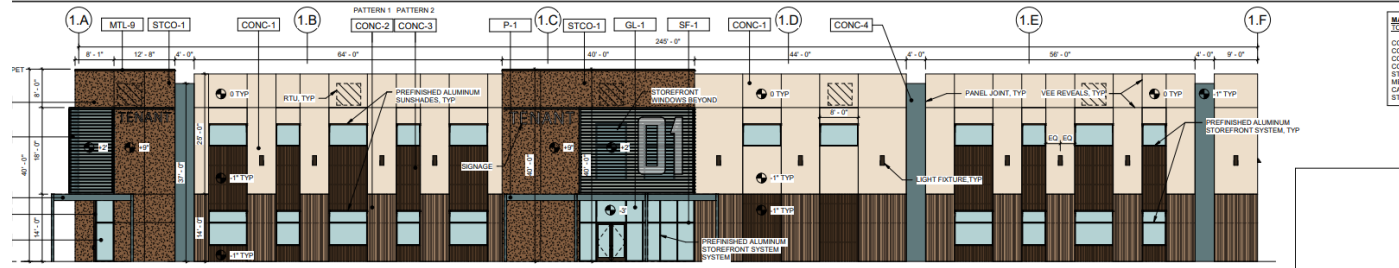 PATTERN 1 PATTERN 2
1.A
MTL-9
STCO-1
CONC-1
1.B
CONC-2
CONC-3
P-1
1.C
STCO-1
GL-1
SF-1
CONC-1
1.D
CONC-4
1.E
1.F
245' - 0"
8' - 1"
12' - 8"
4' - 0"
64' - 0"
40' - 0"
44' - 0"
4' - 0"
56' - 0"
4' - 0"
9' - 0"
PET
8' - 0"
0 TYP
RTU, TYP
PREFINISHED ALUMINUM
SUNSHADES, TYP
STOREFRONT
WINDOWS BEYOND
0 TYP
PANEL JOINT, TYP
VEE REVEALS, TYP
0 TYP
-1" TYP
TENANT
TENANT
01
PREFINISHED ALUMINUM
STOREFRONT SYSTEM, TYP
EQ EQ
+2'
+9"
+9"
+2'
40' - 0"
18' - 0"
37' - 0"
25' - 0"
40' - 0"
40' - 0"
SIGNAGE
-1" TYP
-1" TYP
LIGHT FIXTURE,TYP
14' - 0"
14' - 0"
-3'
-1" TYP
PREFINISHED ALUMINUM
STOREFRONT SYSTEM
SYSTEM
-1" TYP